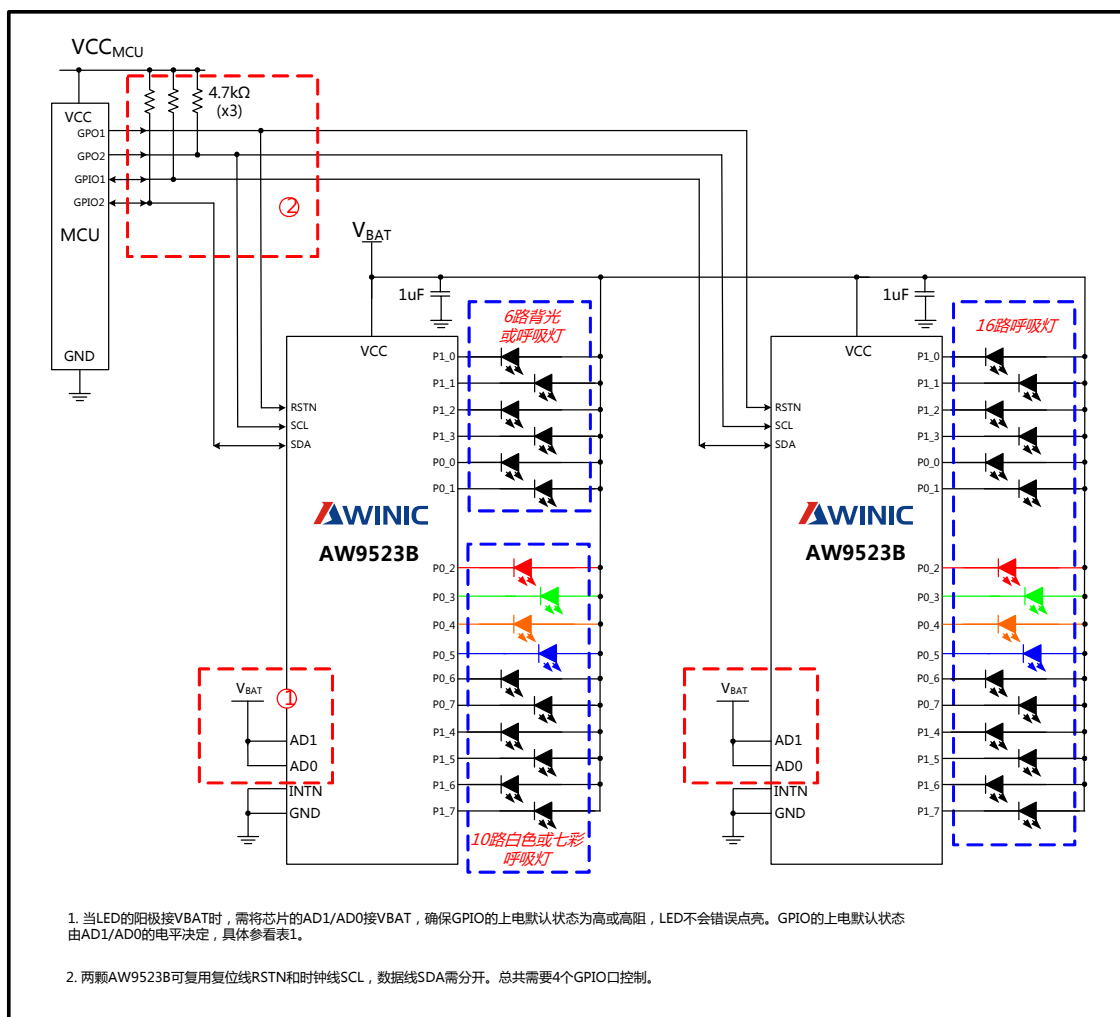 VCCMCU
4.7kΩ
(x3)
VCC
GPO1
GPO2
GPIO1
GPIO2
MCU
GND
②
VBAT
1uF
1uF
6路背光
或呼吸灯
16路呼吸灯
VCC
P1_0
P1_1
P1_2
P1_3
P0_0
P0_1
RSTN
SCL
SDA
AWINIC
AW9523B
P0_2
P0_3
P0_4
P0_5
P0_6
P0_7
P1_4
P1_5
P1_6
P1_7
VBAT
①
AD1
AD0
INTN
GND
10路白色或七彩
呼吸灯
VCC
P1_0
P1_1
P1_2
P1_3
P0_0
P0_1
RSTN
SCL
SDA
AWINIC
AW9523B
P0_2
P0_3
P0_4
P0_5
P0_6
P0_7
P1_4
P1_5
P1_6
P1_7
VBAT
AD1
AD0
INTN
GND
1. 当LED的阳极接VBAT时，需将芯片的AD1/AD0接VBAT，确保GPIO的上电默认状态为高或高阻，LED不会错误点亮。GPIO的上电默认状态
由AD1/AD0的电平决定，具体参看表1。
2. 两颗AW9523B可复用复位线RSTN和时钟线SCL，数据线SDA需分开。总共需要4个GPIO口控制。